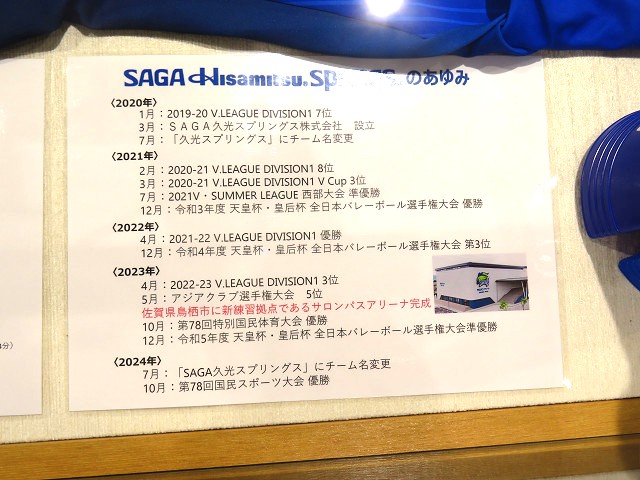 SAGA Hisamitsu Springs のあゆみ
〈2020年〉
1月：2019-20 V.LEAGUE DIVISION1 7位
3月：ＳＡＧＡ久光スプリングス株式会社　設立
7月：「久光スプリングス」にチーム名変更
〈2021年〉
2月：2020-21 V.LEAGUE DIVISION1 8位
3月：2020-21 V.LEAGUE DIVISION1 V Cup 3位
7月：2021V・SUMMER LEAGUE 西部大会 準優勝
12月：令和3年度 天皇杯・皇后杯 全日本バレーボール選手権大会 優勝
〈2022年〉
4月：2021-22 V.LEAGUE DIVISION1 優勝
12月：令和4年度 天皇杯・皇后杯 全日本バレーボール選手権大会 第3位
〈2023年〉
4月：2022-23 V.LEAGUE DIVISION1 3位
5月：アジアクラブ選手権大会　5位
佐賀県鳥栖市に新練習拠点であるサロンパスアリーナ完成
10月：第78回特別国民体育大会 優勝
12月：令和5年度 天皇杯・皇后杯 全日本バレーボール選手権大会準優勝
〈2024年〉
7月：「SAGA久光スプリングス」にチーム名変更
10月：第78回国民スポーツ大会 優勝